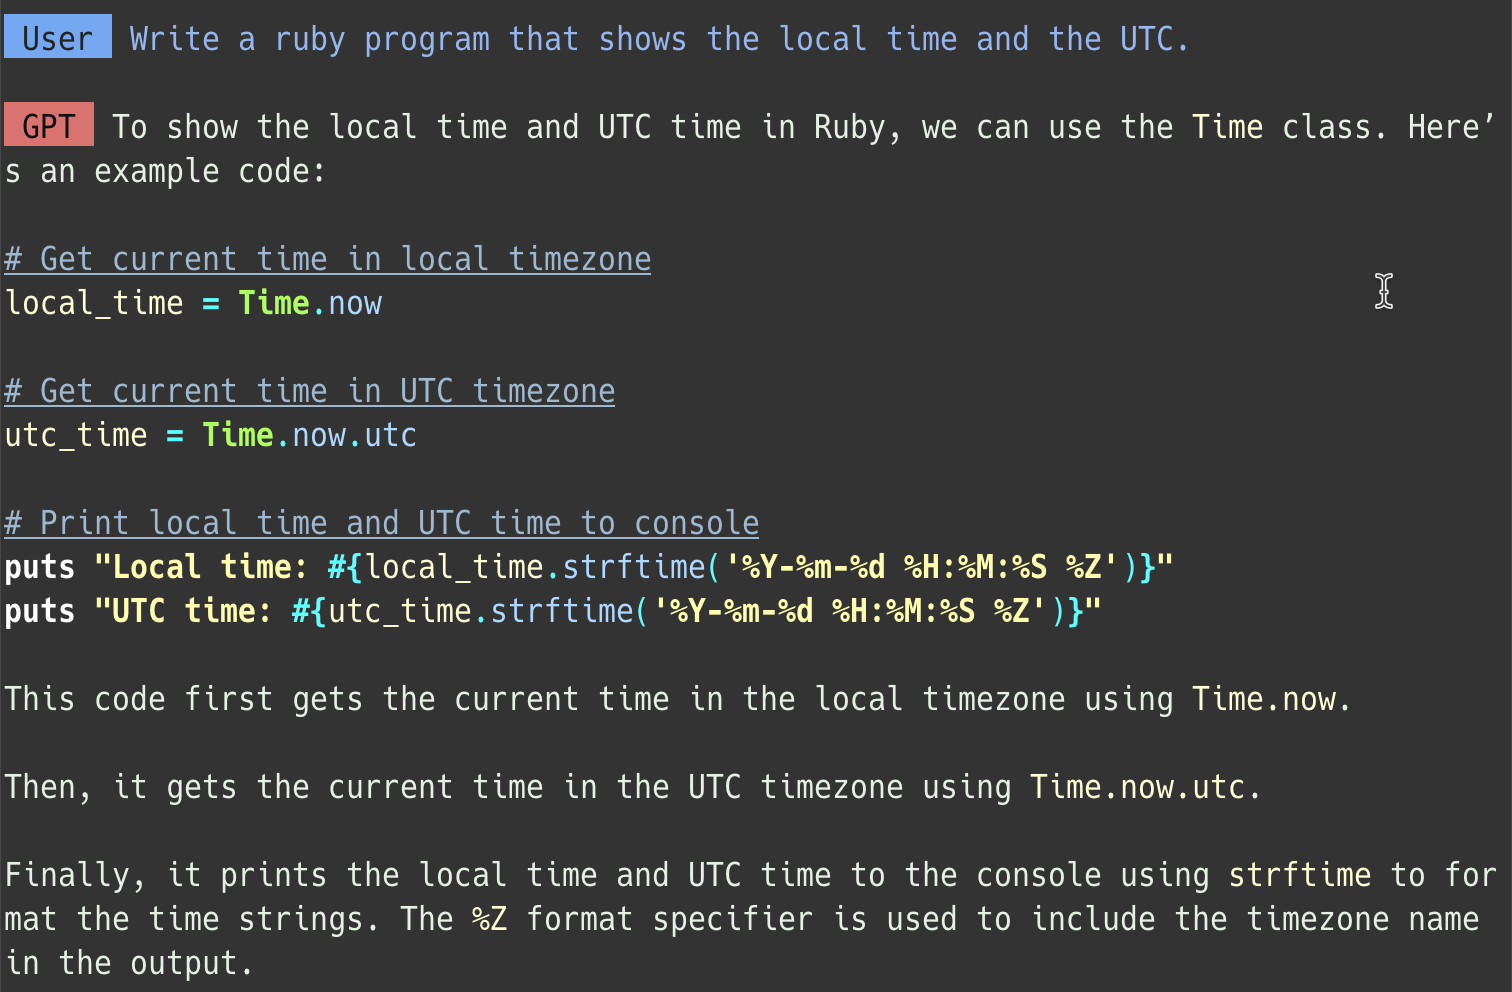 User Write a ruby program that shows the local time and the UTC.
GPT To show the local time and UTC time in Ruby, we can use the Time class. Here’
s an example code:
# Get current time in local timezone
local_time = Time.now
# Get current time in UTC timezone
utc_time = Time.now.utc
# Print local time and UTC time to console
puts "Local time: #{local_time.strftime('%Y-%m-%d %H:%M:%S %Z')}"
puts "UTC time: #{utc_time.strftime('%Y-%m-%d %H:%M:%S %Z')}"
This code first gets the current time in the local timezone using Time.now.
Then, it gets the current time in the UTC timezone using Time.now.utc.
Finally, it prints the local time and UTC time to the console using strftime to for
mat the time strings. The %Z format specifier is used to include the timezone name
in the output.